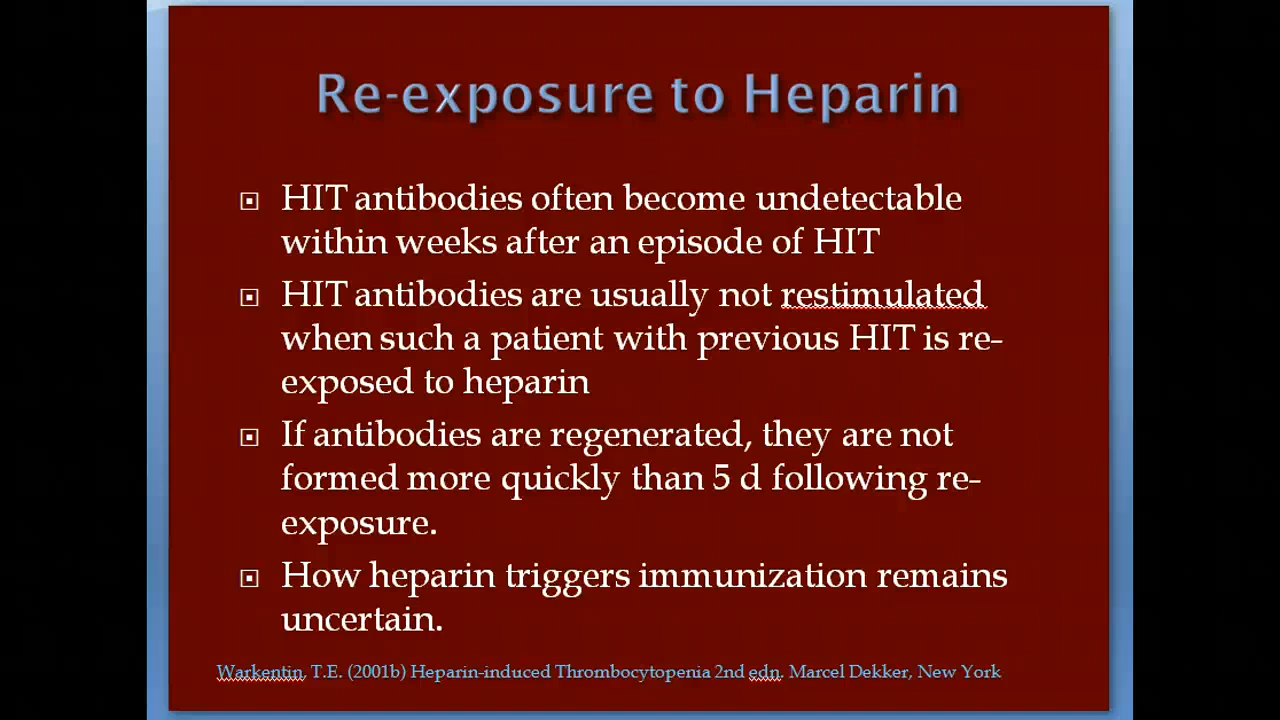 Re-exposure to Heparin
HIT antibodies often become undetectable
within weeks after an episode of HIT
HIT antibodies are usually not restimulated
when such a patient with previous HIT is re-
exposed to heparin
If antibodies are regenerated, they are not
formed more quickly than 5 d following re-
exposure.
How heparin triggers immunization remains
uncertain.
Warkentin, T.E. (2001b) Heparin-induced Thrombocytopenia 2nd edn. Marcel Dekker, New York